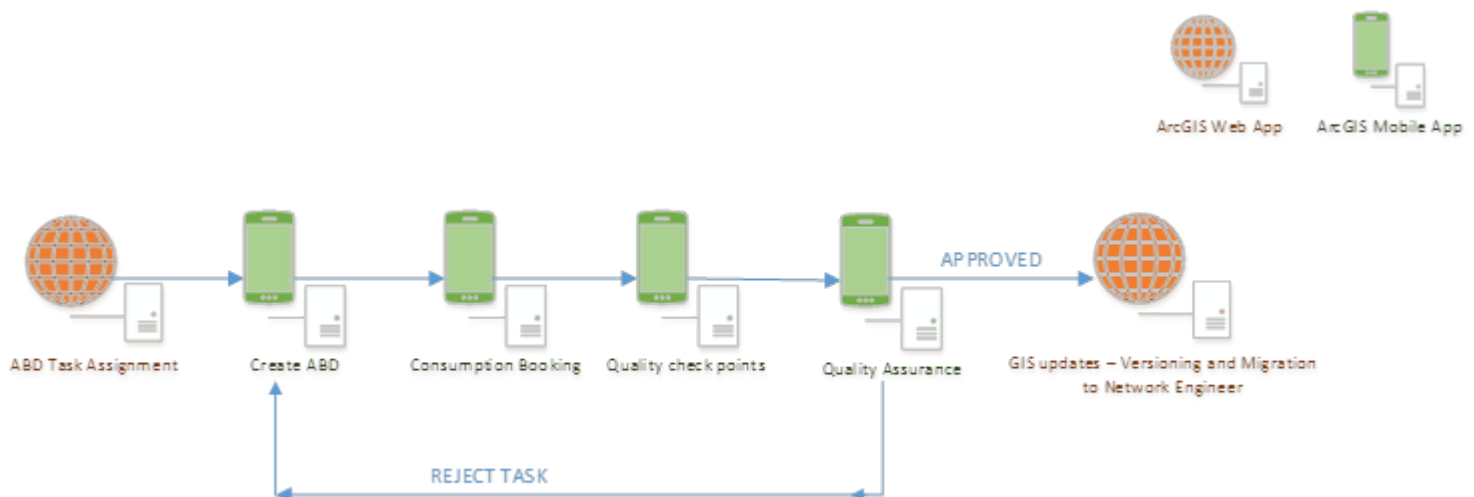 ArcGIS Web App
ArcGIS Mobile App
APPROVED
ABD Task Assignment
Create ABD
Consumption Booking
Quality check points
Quality Assurance
GIS updates – Versioning and Migration
to Network Engineer
REJECT TASK